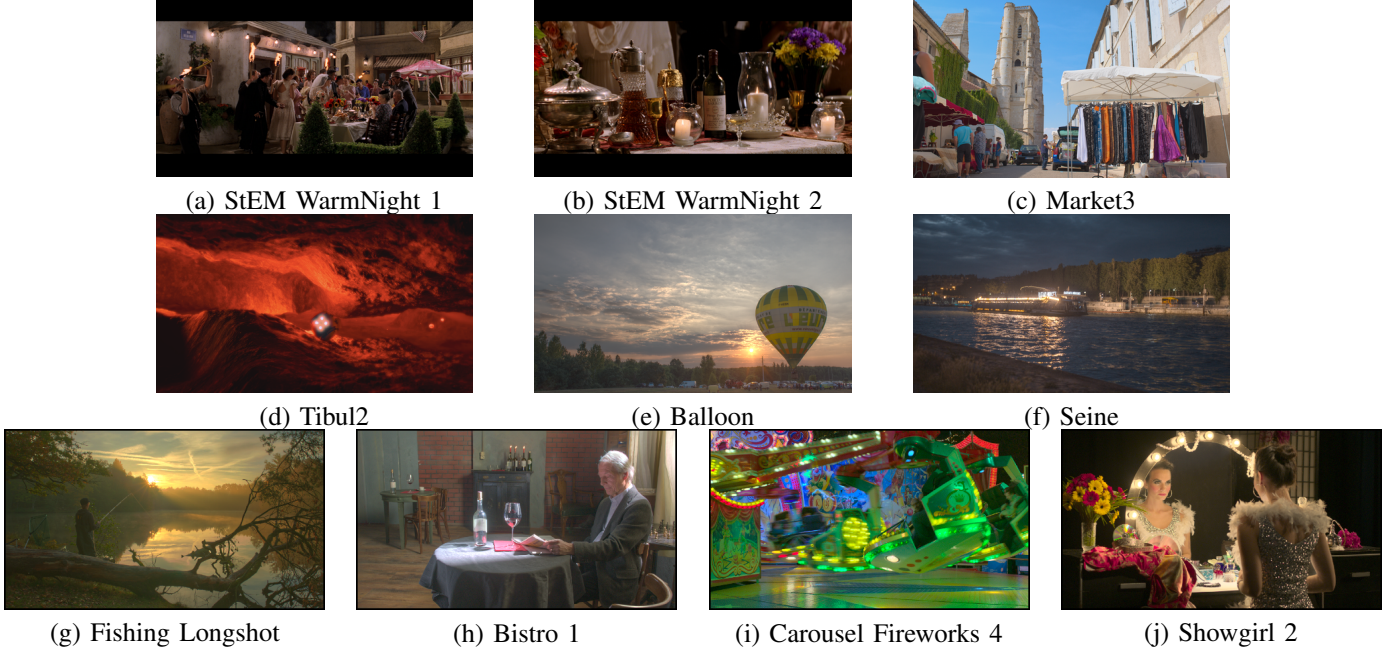 (a) StEM WarmNight 1
(b) StEM WarmNight 2
(c) Market3
(d) Tibul2
(e) Balloon
(f) Seine
(g) Fishing Longshot
(h) Bistro 1
(i) Carousel Fireworks 4
(j) Showgirl 2